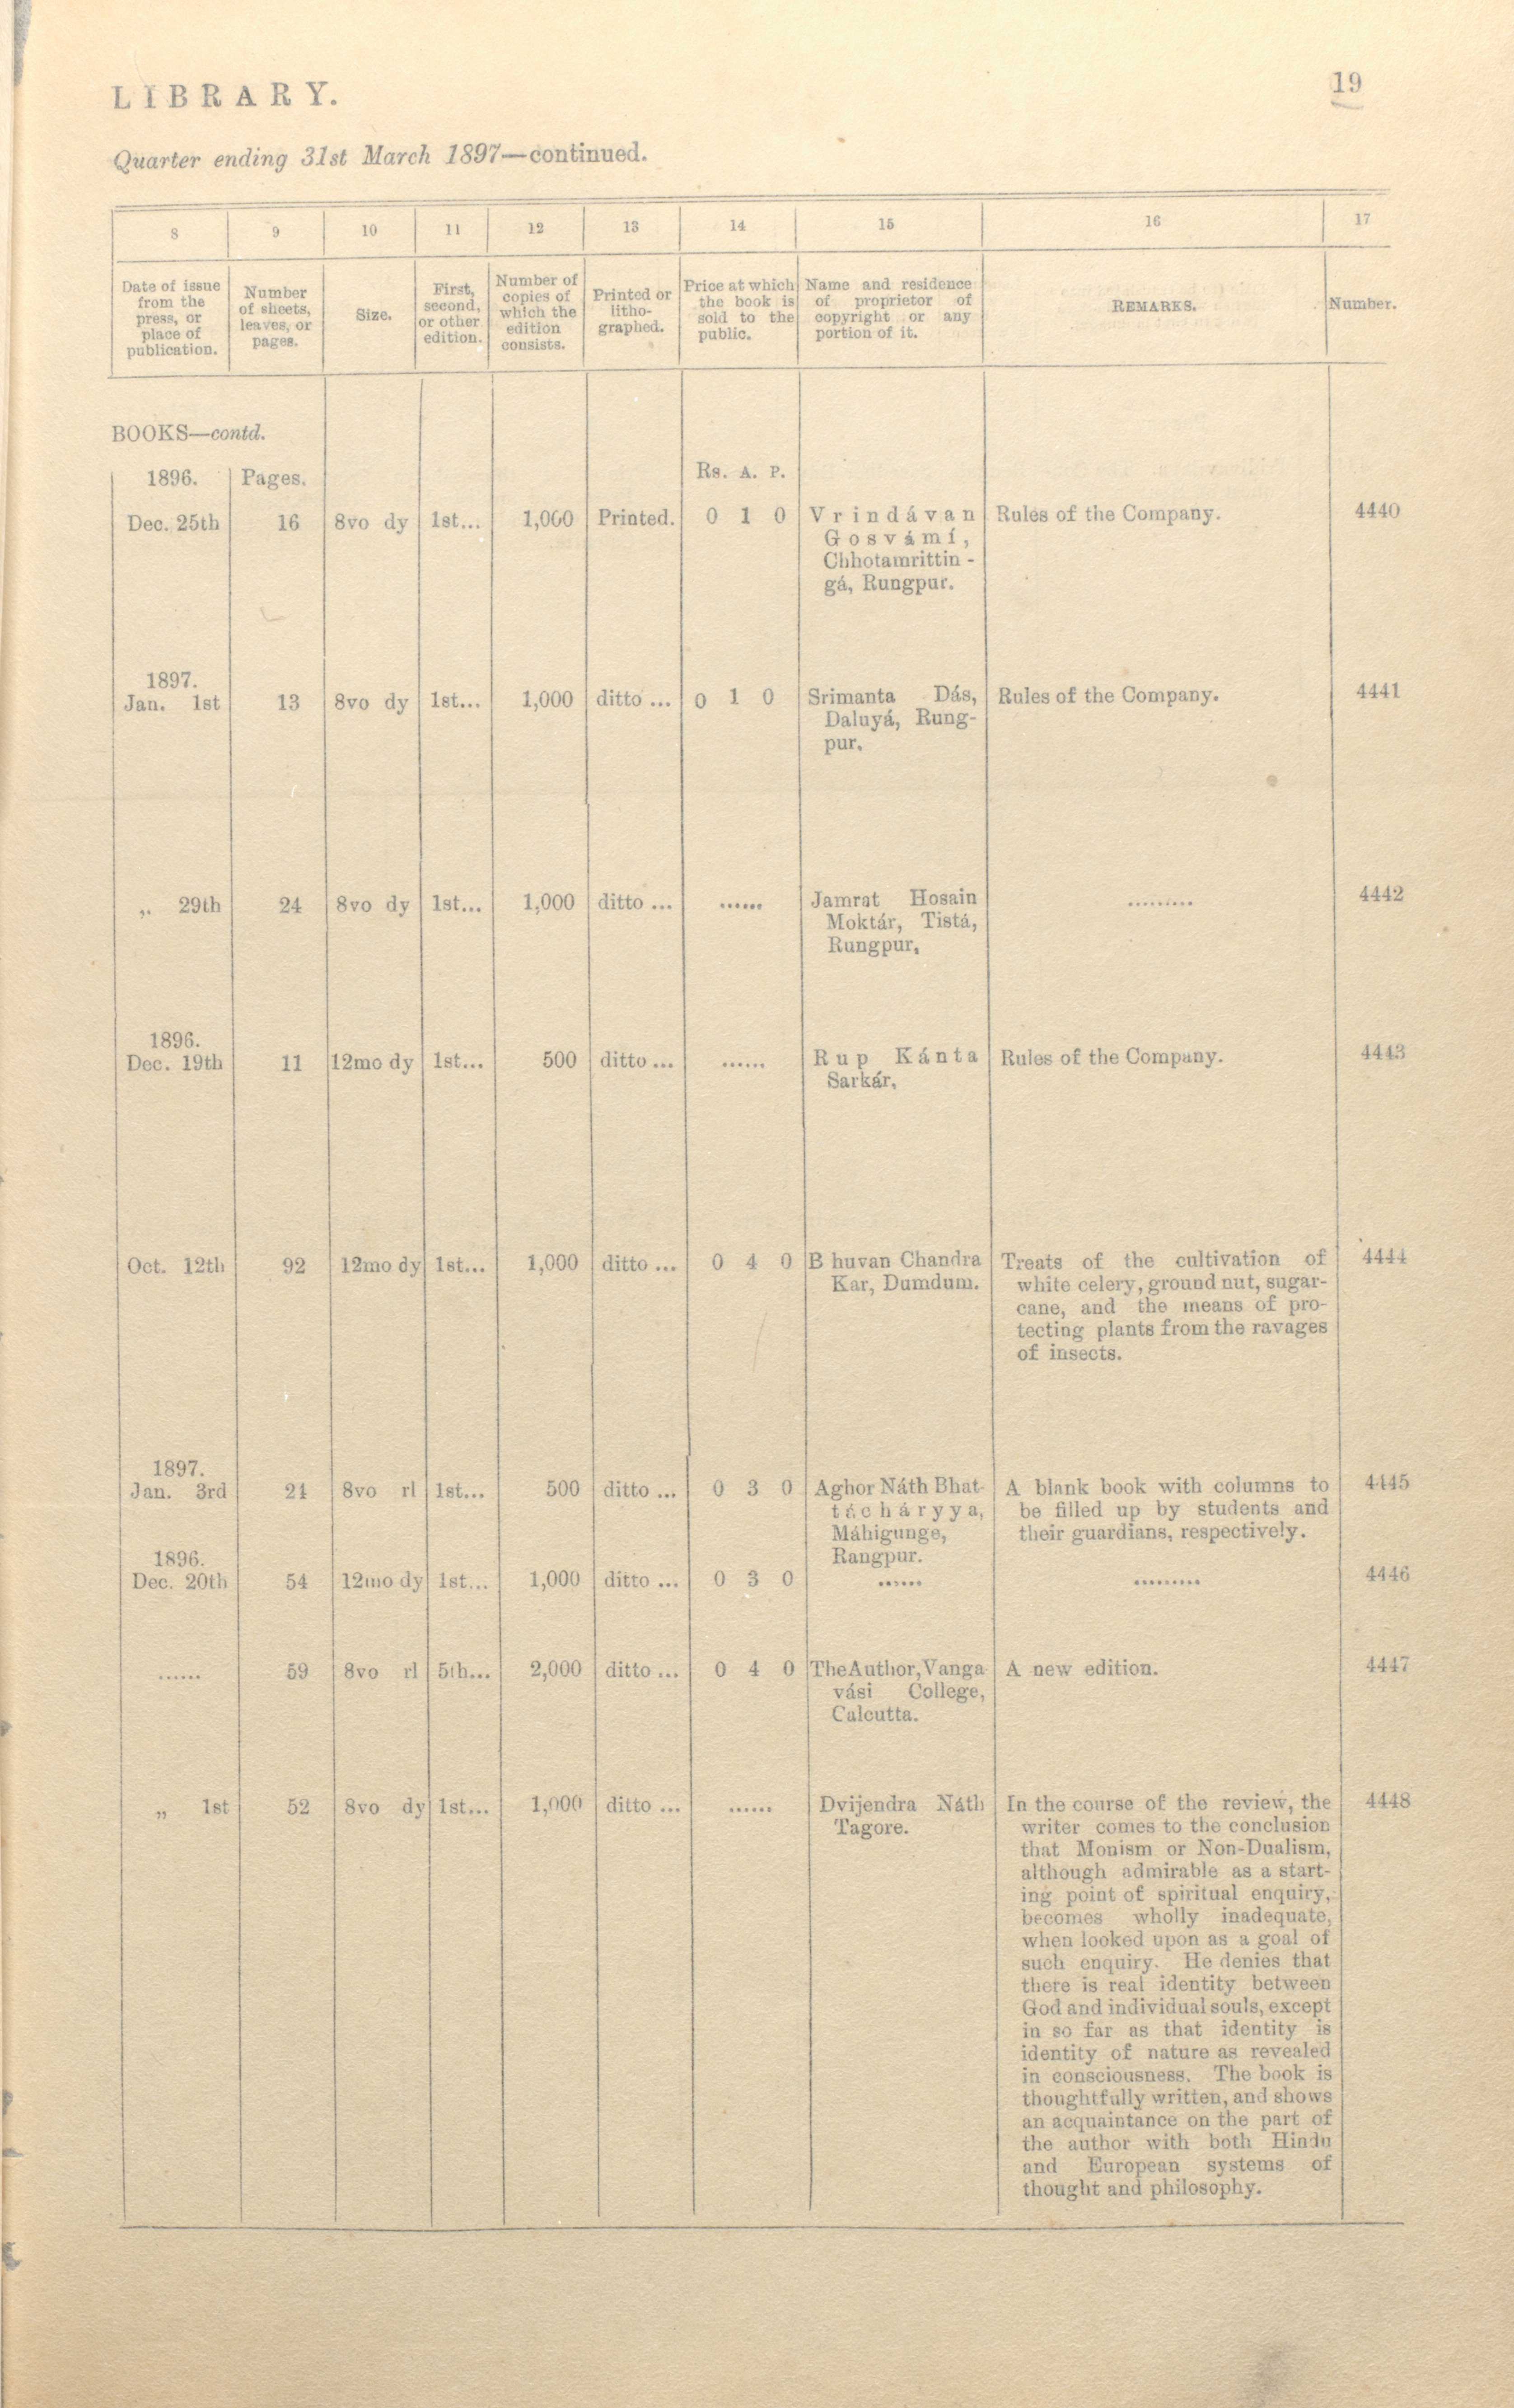 LIBRARY.
19
Quarter ending 31st March 1897—continued.
8 9 10 11 12 13 14 15 16 17
Date of issue from the press, or place of publication.
Number of sheets, leaves, or pages.
Size.
First, second, or other edition.
Number of copies of which the edition consists.
Printed or litho-graphed.
Price at which the book is sold to the public.
Name and residence of proprietor of copyright or any portion of it.
REMARKS.
Number.
BOOKS—contd.
1896. Pages. Rs. A. P.
Dec. 25th 16 8vo dy 1st... 1,000 Printed. 0 1 0 Vrindávan Rules of the Company. 4440
Gosvámí,
Chhotamrittin-
gá, Rungpur.
1897.
Jan. 1st 13 8vo dy 1st... 1,000 ditto ... 0 1 0 Srimanta Dás, Rules of the Company. 4441
Daluyá, Rung-
pur.
„ 29th 24 8vo dy 1st... 1,000 ditto ... ...... Jamrat Hosain ......... 4442
Moktár, Tistá,
Rungpur.
1896.
Dec. 19th 11 12mo dy 1st... 500 ditto ... ...... Rup Kánta Rules of the Company. 4443
Sarkár.
Oct. 12th 92 12mo dy 1st... 1,000 ditto ... 0 4 0 B huvan Chandra Treats of the cultivation of 4444
Kar, Dumdum. white celery, ground nut, sugar-
cane, and the means of pro-
tecting plants from the ravages
of insects.
1897.
Jan. 3rd 21 8vo rl 1st... 500 ditto ... 0 3 0 Aghor Náth Bhat- A blank book with columns to 4445
tácháryya, be filled up by students and
Máhigunge, their guardians, respectively.
Rangpur.
1896.
Dec. 20th 54 12mo dy 1st... 1,000 ditto ... 0 3 0 ...... ......... 4446
...... 59 8vo rl 5th... 2,000 ditto ... 0 4 0 The Author, Vanga A new edition. 4447
vási College,
Calcutta.
„ 1st 52 8vo dy 1st... 1,000 ditto ... ...... Dvijendra Náth In the course of the review, the 4448
Tagore. writer comes to the conclusion
that Monism or Non-Dualism,
although admirable as a start-
ing point of spiritual enquiry,
becomes wholly inadequate,
when looked upon as a goal of
such enquiry. He denies that
there is real identity between
God and individual souls, except
in so far as that identity is
identity of nature as revealed
in consciousness. The book is
thoughtfully written, and shows
an acquaintance on the part of
the author with both Hindu
and European systems of
thought and philosophy.